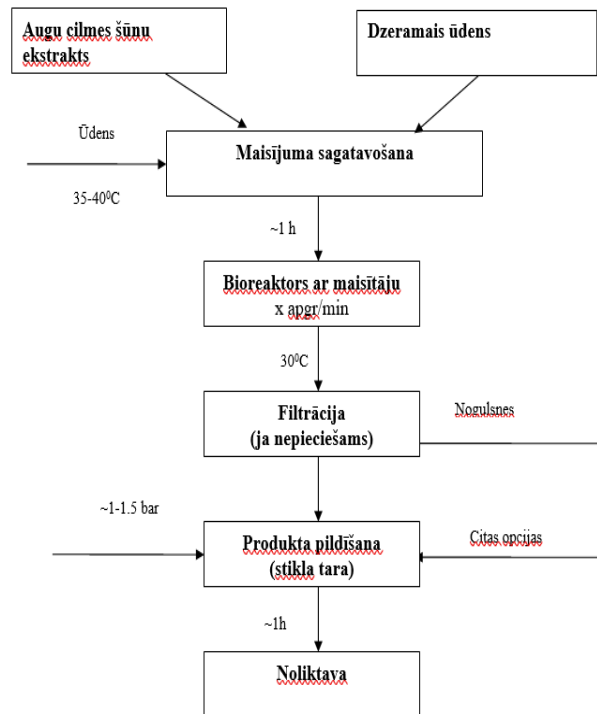 Augu cilmes šūnu
ekstrakts
Dzeramais ūdens
Ūdens
Maisījuma sagatavošana
35-40⁰C
~1 h
Bioreaktors ar maisītāju
x apgr/min
30⁰C
Filtrācija
(ja nepieciešams)
Nogulsnes
~1-1.5 bar
Produkta pildīšana
(stikla tara)
Citas opcijas
~1h
Noliktava